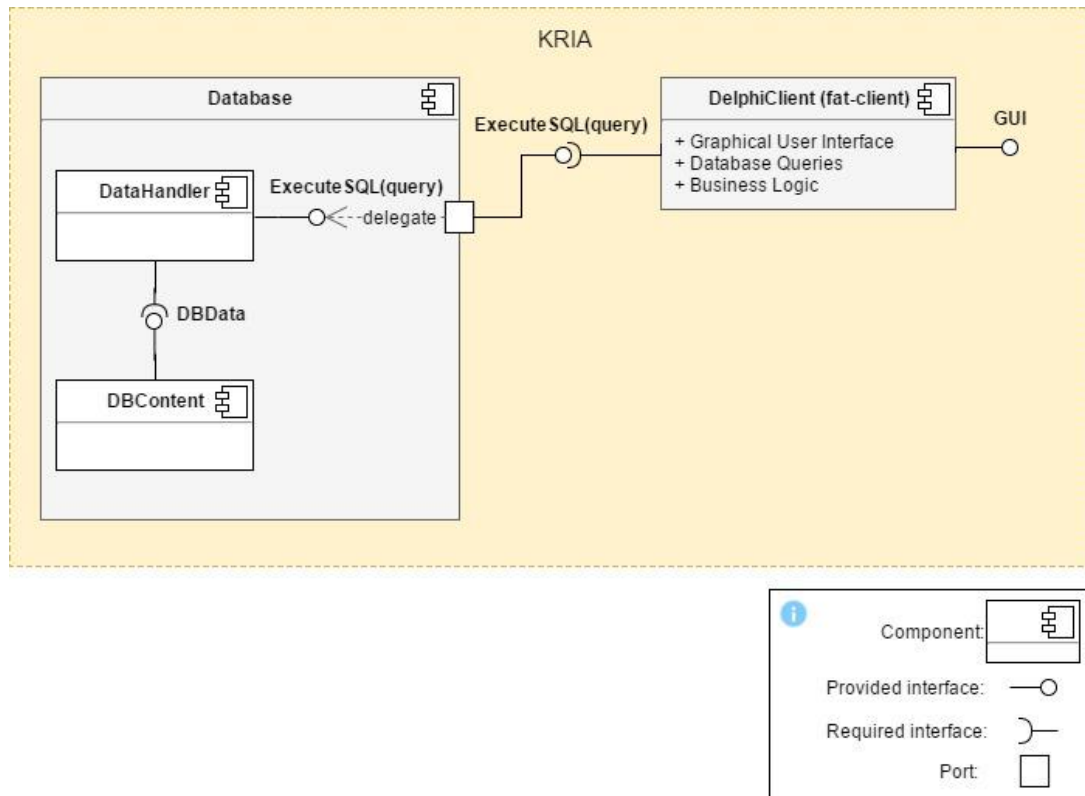 KRIA
Database
DelphiClient (fat-client)
+ Graphical User Interface
+ Database Queries
+ Business Logic
ExecuteSQL(query)
GUI
DataHandler
ExecuteSQL(query)
delegate
DBData
DBContent
Component:
Provided interface:
Required interface:
Port: